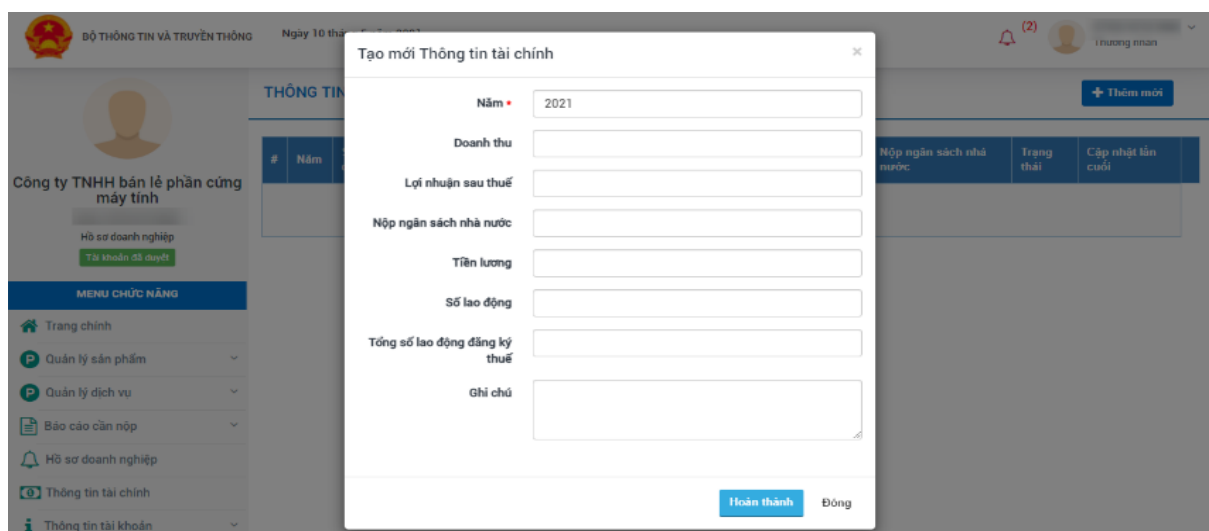 BỘ THÔNG TIN VÀ TRUYỀN THÔNG
Ngày 10 thá
(2)
Thương nhân
Tạo mới Thông tin tài chính
×
THÔNG TIN
+ Thêm mới
Năm •
2021
Doanh thu
Lợi nhuận sau thuế
Nộp ngân sách nhà nước
Tiền lương
Số lao động
Tổng số lao động đăng ký
thuế
Ghi chú
Hoàn thành
Đóng
# Năm
Nộp ngân sách nhà
nước
Trạng
thái
Cập nhật lần
cuối
Công ty TNHH bán lẻ phần cứng
máy tính
Hồ sơ doanh nghiệp
Tài khoản đã duyệt
MENU CHỨC NĂNG
Trang chính
Quản lý sản phẩm
Quản lý dịch vụ
Báo cáo cần nộp
Hồ sơ doanh nghiệp
Thông tin tài chính
Thông tin tài khoản